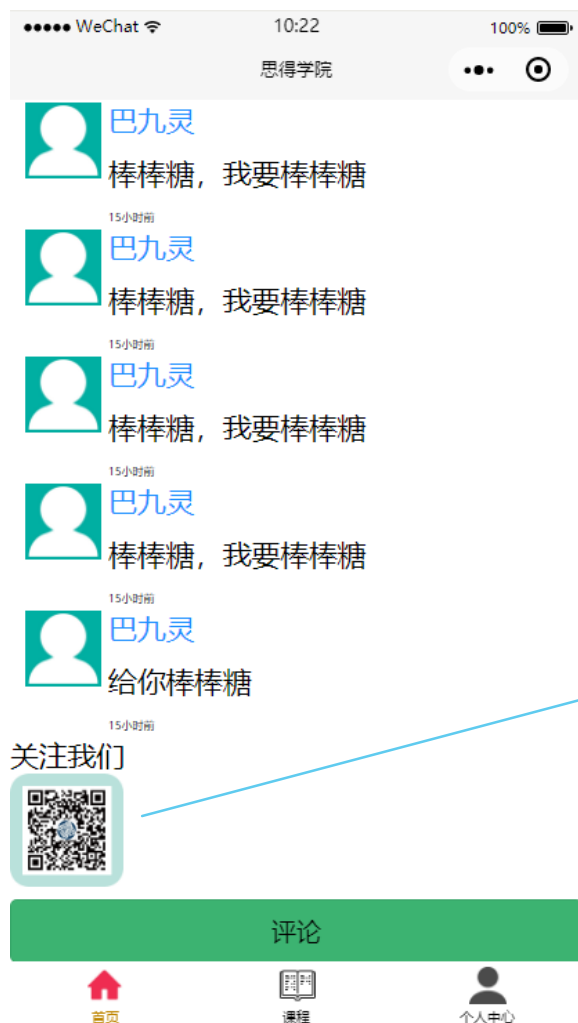 WeChat 10:22 100%
思得学院
巴九灵
棒棒糖，我要棒棒糖
15小时前
巴九灵
棒棒糖，我要棒棒糖
15小时前
巴九灵
棒棒糖，我要棒棒糖
15小时前
巴九灵
棒棒糖，我要棒棒糖
15小时前
巴九灵
给你棒棒糖
15小时前
关注我们
评论
首页 课程 个人中心